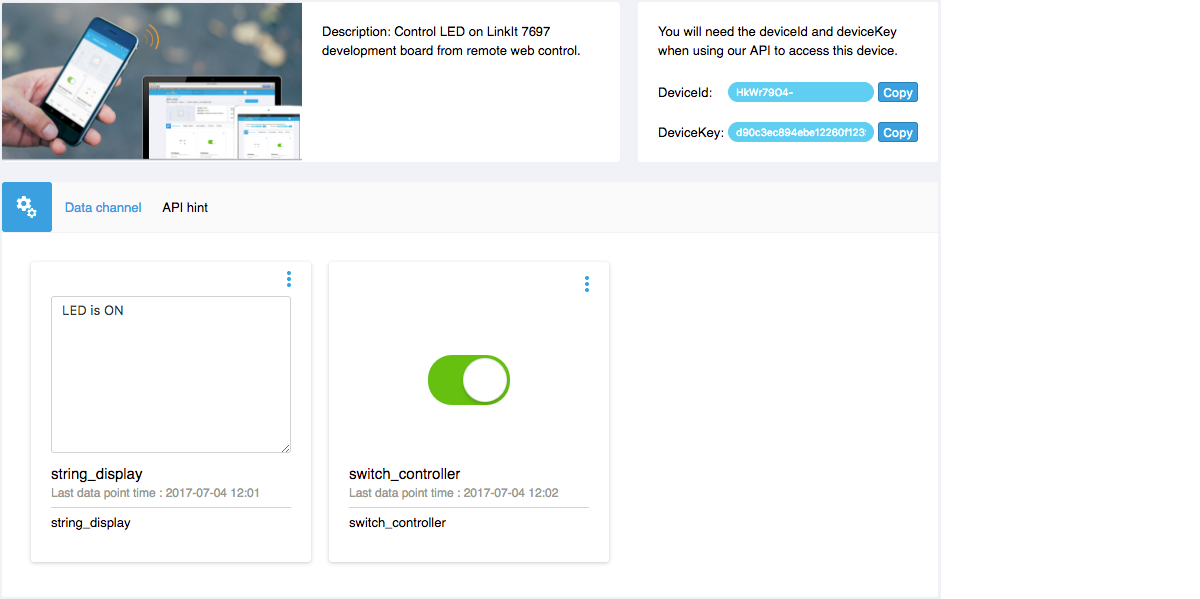 Description: Control LED on LinkIt 7697
development board from remote web control.
You will need the deviceId and deviceKey
when using our API to access this device.
DeviceId: HkWr79O4- Copy
DeviceKey: d90c3ec894ebe12260f123 Copy
Data channel API hint
LED is ON
string_display
Last data point time : 2017-07-04 12:01
string_display
switch_controller
Last data point time : 2017-07-04 12:02
switch_controller